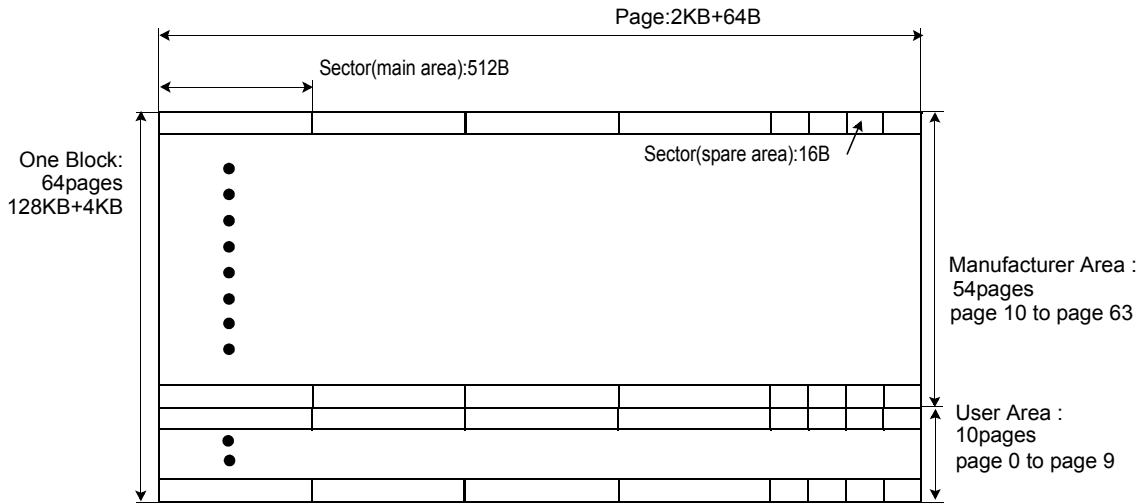 Page:2KB+64B
Sector(main area):512B
One Block:
64pages
128KB+4KB
Sector(spare area):16B
Manufacturer Area :
54pages
page 10 to page 63
User Area :
10pages
page 0 to page 9